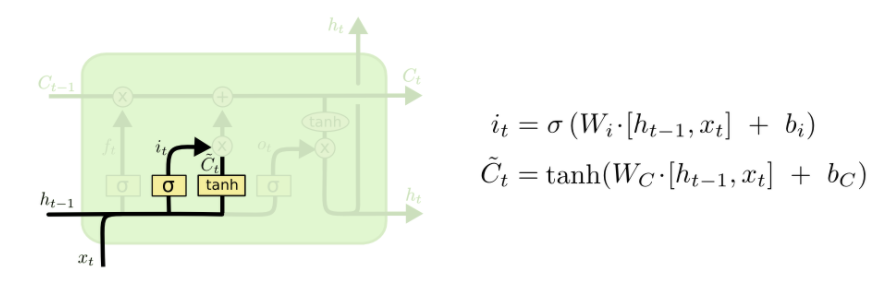 h_t
C_{t-1} × + C_t
tanh
f_t i_t × o_t ×
C̃_t
σ σ tanh σ
h_{t-1} h_t
x_t
i_t = σ (W_i·[h_{t-1}, x_t] + b_i)
C̃_t = tanh(W_C·[h_{t-1}, x_t] + b_C)